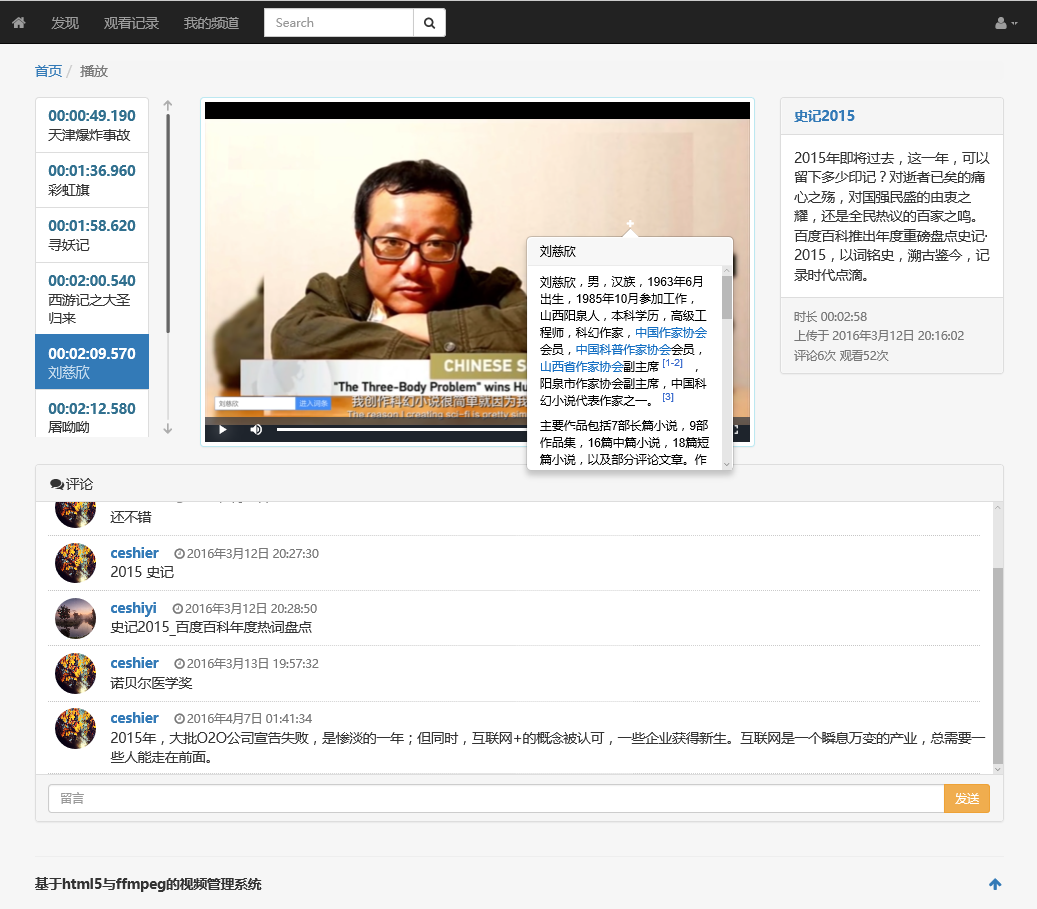 发现 观看记录 我的频道 Search
首页 / 播放
00:00:49.190
天津爆炸事故
00:01:36.960
彩虹旗
00:01:58.620
寻妖记
00:02:00.540
西游记之大圣
归来
00:02:09.570
刘慈欣
00:02:12.580
屠呦呦
CHINESE S
"The Three-Body Problem" wins Hu
刘慈欣 进入词条
我创作科幻小说很简单就因为我
The reason I creating sci-fi is very simple
刘慈欣
刘慈欣，男，汉族，1963年6月
出生，1985年10月参加工作，
山西阳泉人，本科学历，高级工
程师，科幻作家，中国作家协会
会员，中国科普作家协会会员，
山西省作家协会副主席 [1-2] ，
阳泉市作家协会副主席，中国科
幻小说代表作家之一。 [3]
主要作品包括7部长篇小说，9部
作品集，16篇中篇小说，18篇短
篇小说，以及部分评论文章。作
史记2015
2015年即将过去，这一年，可以
留下多少印记？对逝者已矣的痛
心之殇，对国强民盛的由衷之
耀，还是全民热议的百家之鸣。
百度百科推出年度重磅盘点史记·
2015，以词铭史，溯古鉴今，记
录时代点滴。
时长 00:02:58
上传于 2016年3月12日 20:16:02
评论6次 观看52次
评论
还不错
ceshier 2016年3月12日 20:27:30
2015 史记
ceshiyi 2016年3月12日 20:28:50
史记2015_百度百科年度热词盘点
ceshier 2016年3月13日 19:57:32
诺贝尔医学奖
ceshier 2016年4月7日 01:41:34
2015年，大批O2O公司宣告失败，是惨淡的一年；但同时，互联网+的概念被认可，一些企业获得新生。互联网是一个瞬息万变的产业，总需要一
些人能走在前面。
留言 发送
基于html5与ffmpeg的视频管理系统